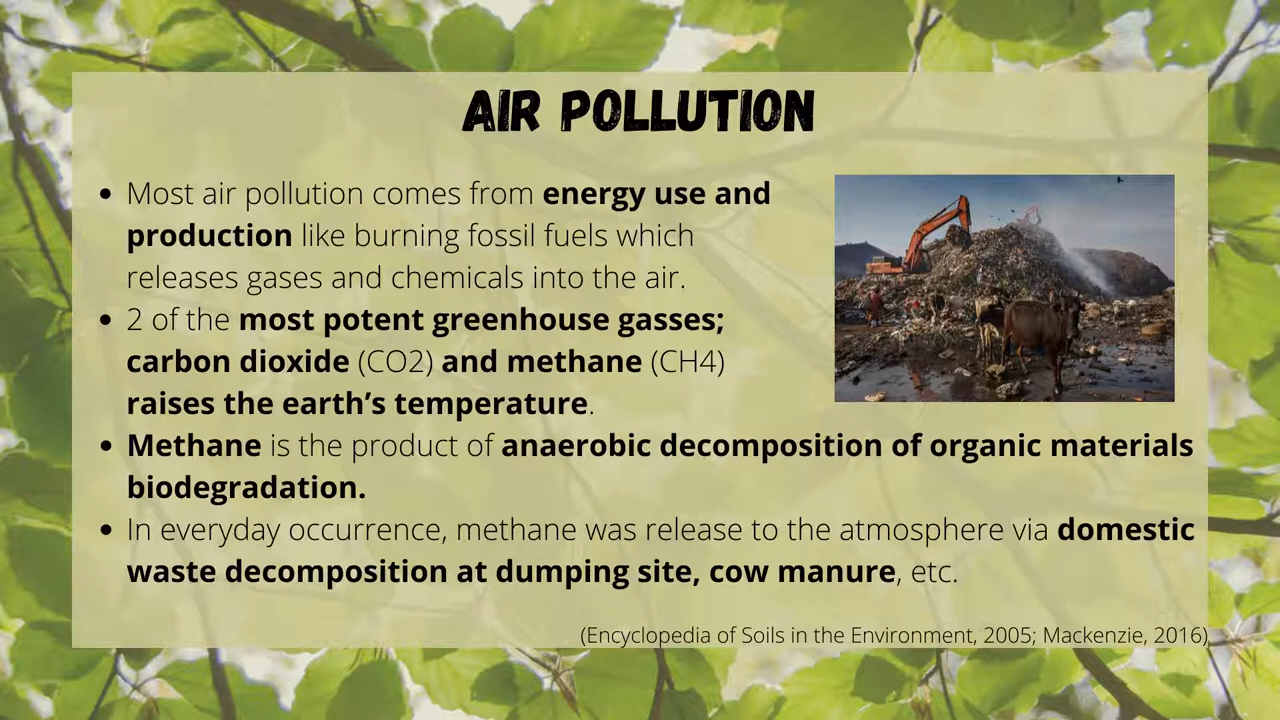 AIR POLLUTION
• Most air pollution comes from energy use and
production like burning fossil fuels which
releases gases and chemicals into the air.
• 2 of the most potent greenhouse gasses;
carbon dioxide (CO2) and methane (CH4)
raises the earth’s temperature.
• Methane is the product of anaerobic decomposition of organic materials
biodegradation.
• In everyday occurrence, methane was release to the atmosphere via domestic
waste decomposition at dumping site, cow manure, etc.
(Encyclopedia of Soils in the Environment, 2005; Mackenzie, 2016)